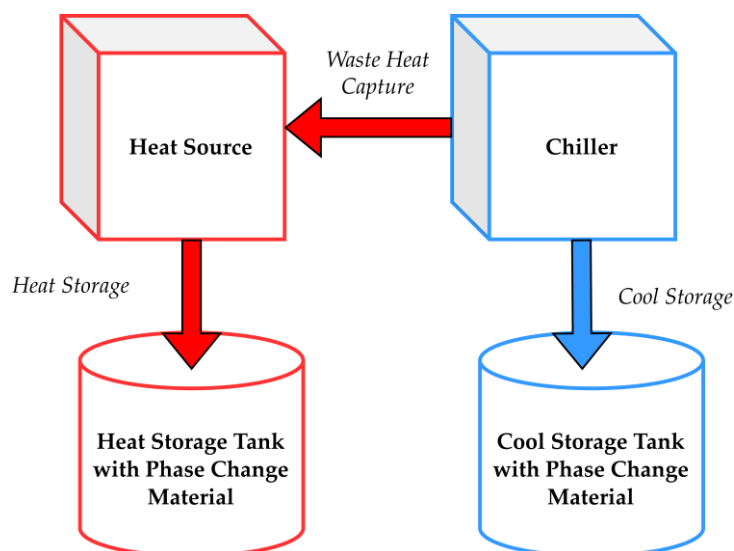 Waste Heat
Capture
Heat Source
Chiller
Heat Storage
Cool Storage
Heat Storage Tank
with Phase Change
Material
Cool Storage Tank
with Phase Change
Material